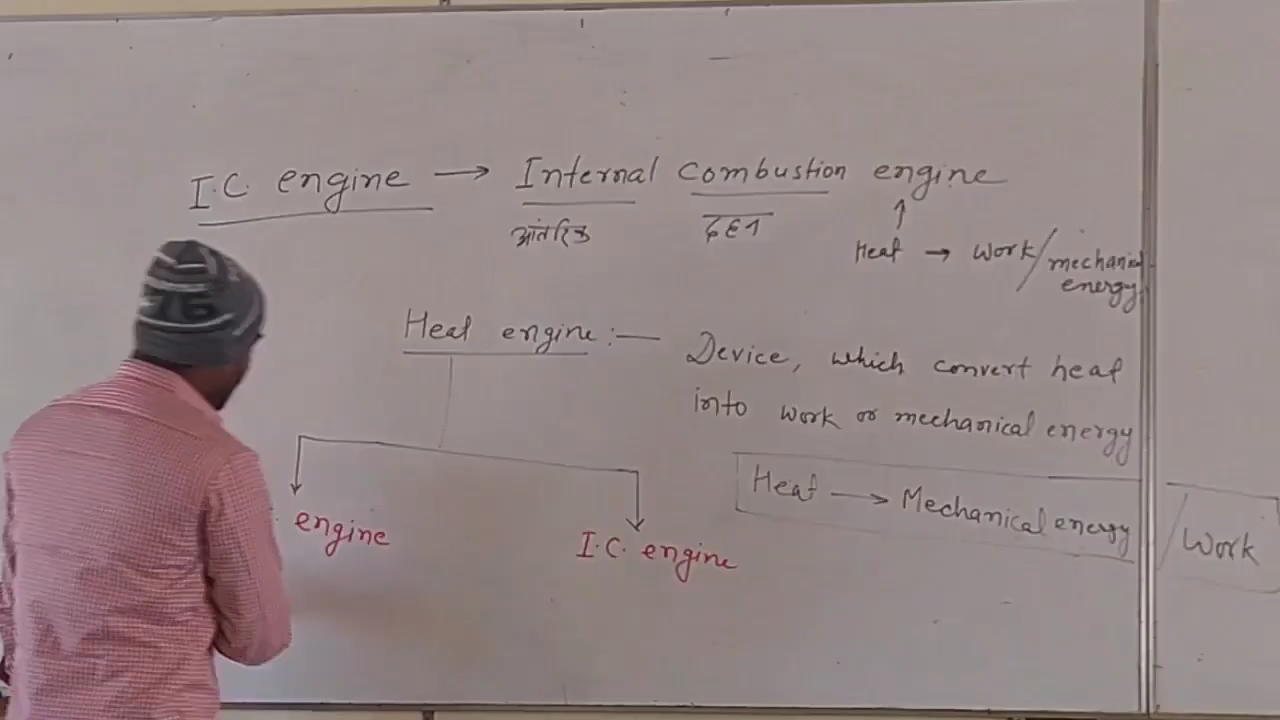 I.C. engine → Internal combustion engine
आंतरिक दहन
Heat → Work/mechanical energy
Heat engine :—
Device, which convert heat
into work or mechanical energy
Heat → Mechanical energy / Work
engine
I.C. engine